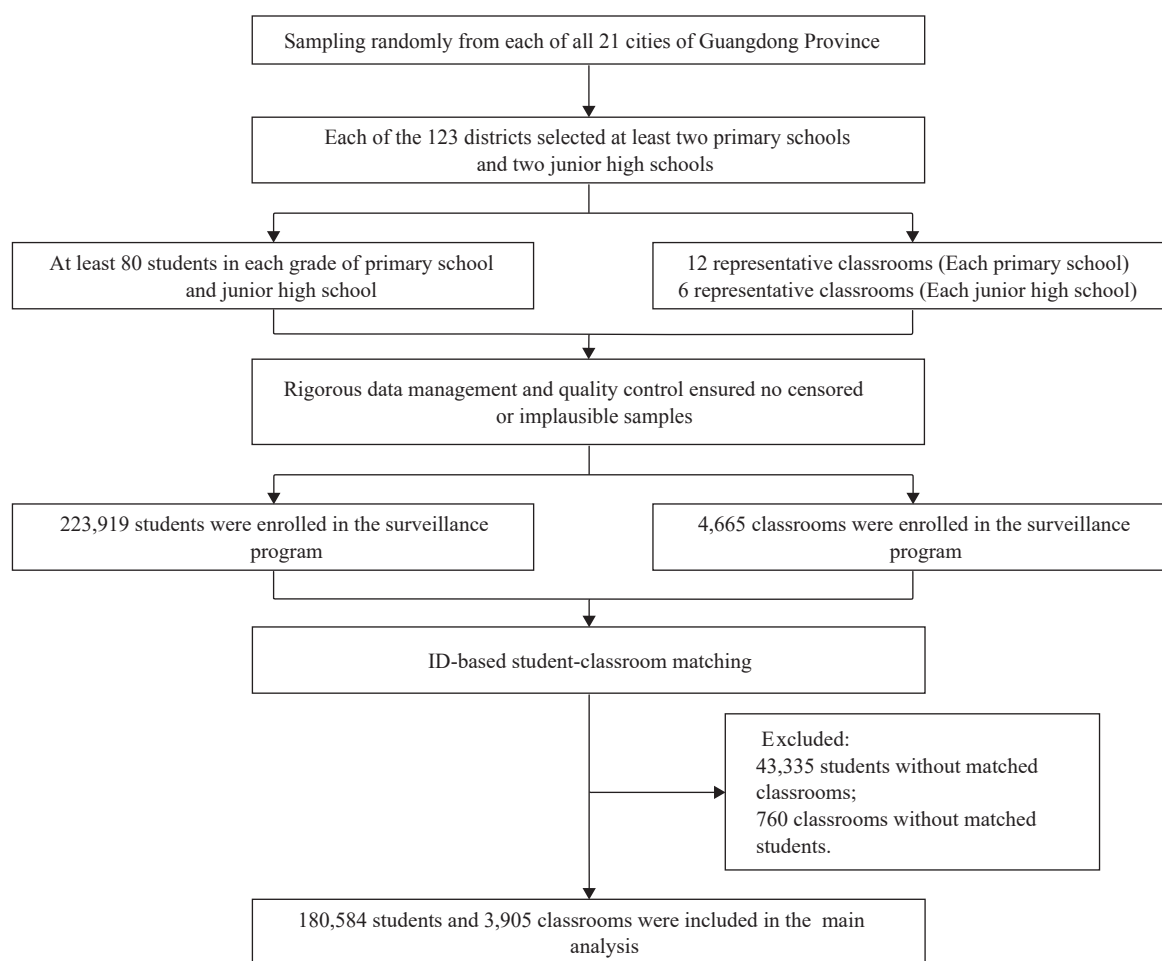 Sampling randomly from each of all 21 cities of Guangdong Province
Each of the 123 districts selected at least two primary schools
and two junior high schools
At least 80 students in each grade of primary school
and junior high school
12 representative classrooms (Each primary school)
6 representative classrooms (Each junior high school)
Rigorous data management and quality control ensured no censored
or implausible samples
223,919 students were enrolled in the surveillance
program
4,665 classrooms were enrolled in the surveillance
program
ID-based student-classroom matching
Excluded:
43,335 students without matched
classrooms;
760 classrooms without matched
students.
180,584 students and 3,905 classrooms were included in the main
analysis